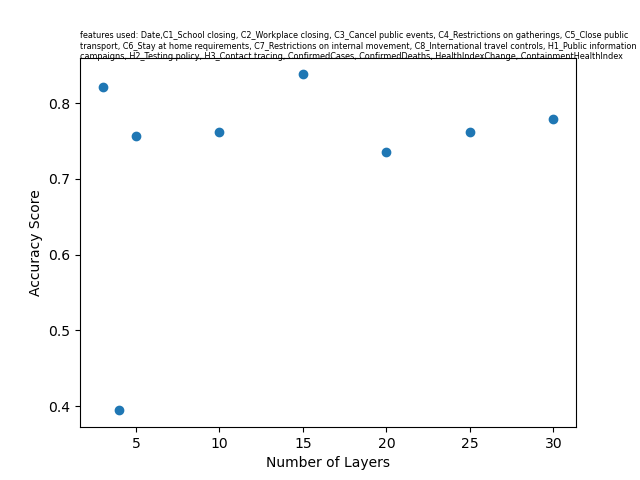 features used: Date,C1_School closing, C2_Workplace closing, C3_Cancel public events, C4_Restrictions on gatherings, C5_Close public
transport, C6_Stay at home requirements, C7_Restrictions on internal movement, C8_International travel controls, H1_Public information
campaigns, H2_Testing policy, H3_Contact tracing, ConfirmedCases, ConfirmedDeaths, HealthIndexChange, ContainmentHealthIndex
0.8
0.7
0.6
0.5
0.4
Accuracy Score
5 10 15 20 25 30
Number of Layers